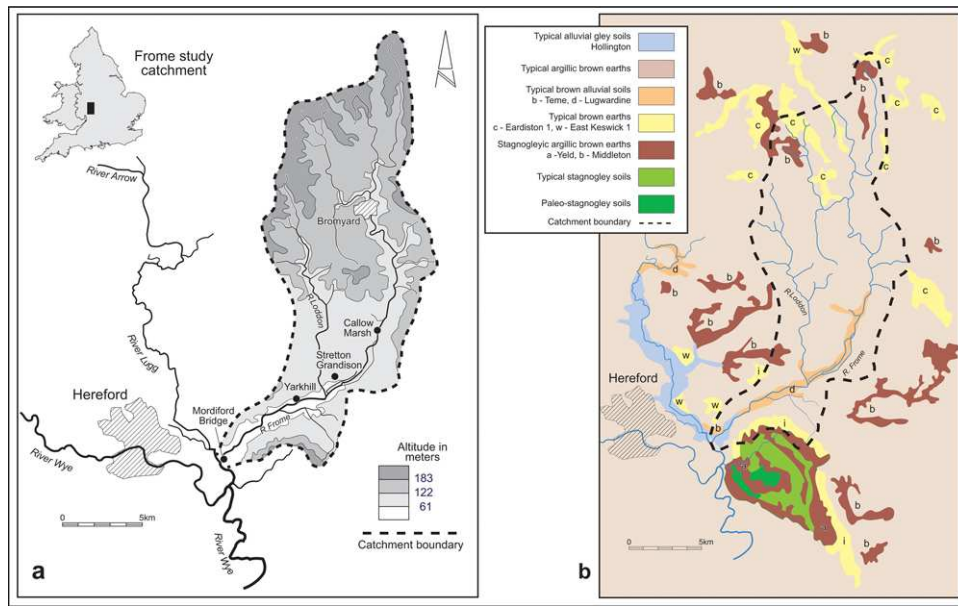 Frome study
catchment
River Arrow
Bromyard
R.Loddon
River Lugg
Callow
Marsh
Stretton
Grandison
Yarkhill
Hereford
Mordiford
Bridge
R.Frome
River Wye
Altitude in
meters
183
122
61
0 5km
River Wye
Catchment boundary
a
Typical alluvial gley soils
Hollington
Typical argillic brown earths
Typical brown alluvial soils
b - Teme, d - Lugwardine
Typical brown earths
c - Eardiston 1, w - East Keswick 1
Stagnogleyic argillic brown earths
a -Yeld, b - Middleton
Typical stagnogley soils
Paleo-stagnogley soils
Catchment boundary
w
b
c
b
b
c
c
c
c
b
c
c
c
d
b
b
c
R.Loddon
b
b
w
i
R. Frome
Hereford
w
w
d
b
b
i
b
i
b
0 5km
b